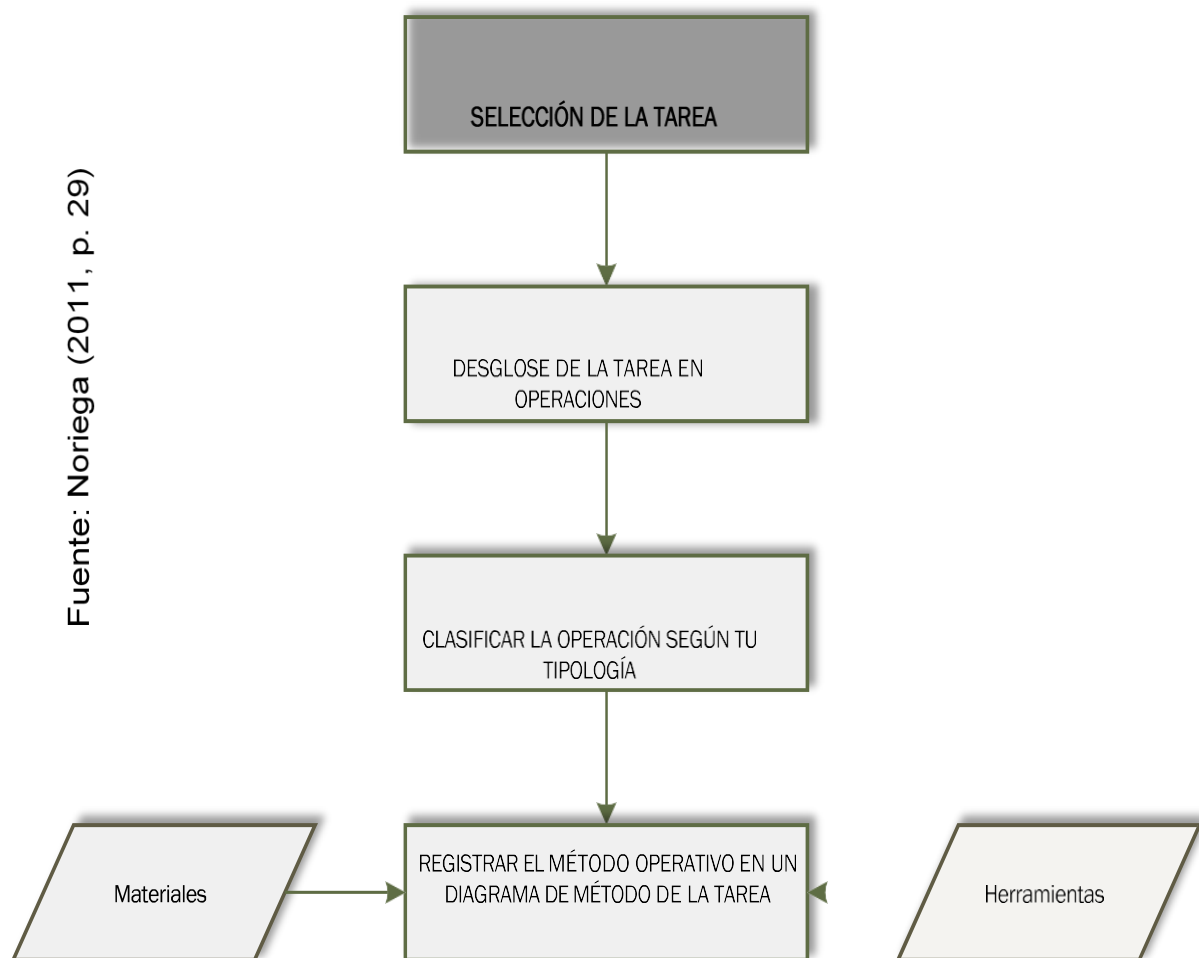 SELECCIÓN DE LA TAREA
Fuente: Noriega (2011, p. 29)
DESGLOSE DE LA TAREA EN
OPERACIONES
CLASIFICAR LA OPERACIÓN SEGÚN TU
TIPOLOGÍA
Materiales
REGISTRAR EL MÉTODO OPERATIVO EN UN
DIAGRAMA DE MÉTODO DE LA TAREA
Herramientas